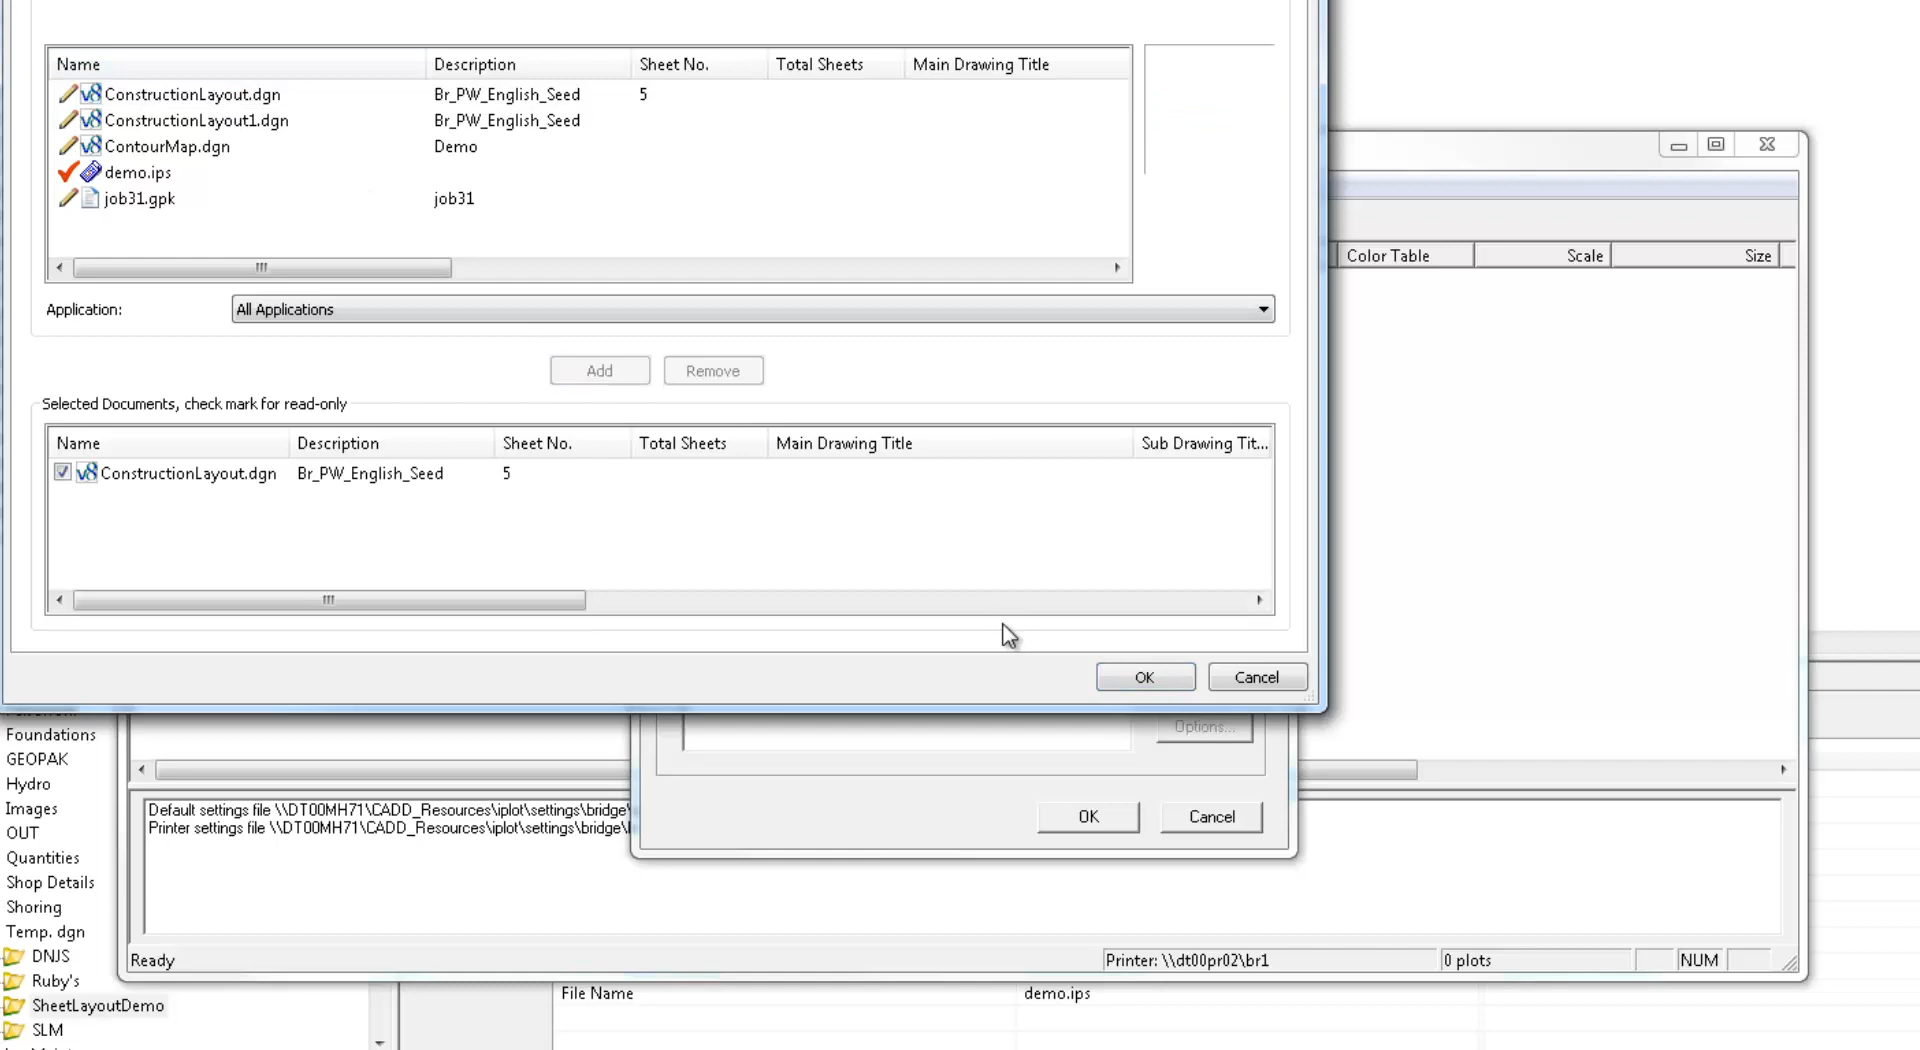 Name Description Sheet No. Total Sheets Main Drawing Title
ConstructionLayout.dgn Br_PW_English_Seed 5
ConstructionLayout1.dgn Br_PW_English_Seed
ContourMap.dgn Demo
demo.ips
job31.gpk job31
Application: All Applications
Add Remove
Selected Documents, check mark for read-only
Name Description Sheet No. Total Sheets Main Drawing Title Sub Drawing Tit...
ConstructionLayout.dgn Br_PW_English_Seed 5
OK Cancel
Color Table Scale Size
Options...
OK Cancel
Default settings file \\DT00MH71\CADD_Resources\iplot\settings\bridge\
Printer settings file \\DT00MH71\CADD_Resources\iplot\settings\bridge\
Ready Printer: \\dt00pr02\br1 0 plots NUM
Foundations
GEOPAK
Hydro
Images
OUT
Quantities
Shop Details
Shoring
Temp. dgn
DNJS
Ruby's
SheetLayoutDemo
SLM
File Name demo.ips